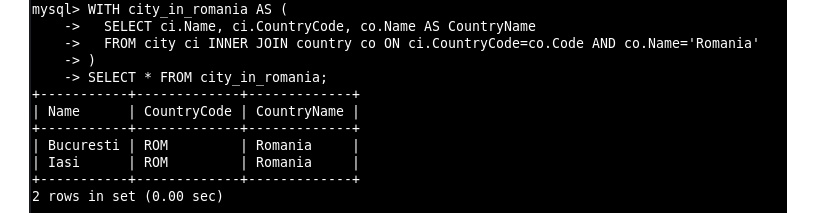 mysql> WITH city_in_romania AS (
    ->   SELECT ci.Name, ci.CountryCode, co.Name AS CountryName
    ->   FROM city ci INNER JOIN country co ON ci.CountryCode=co.Code AND co.Name='Romania'
    -> )
    -> SELECT * FROM city_in_romania;
+-----------+-------------+-------------+
| Name      | CountryCode | CountryName |
+-----------+-------------+-------------+
| Bucuresti | ROM         | Romania     |
| Iasi      | ROM         | Romania     |
+-----------+-------------+-------------+
2 rows in set (0.00 sec)